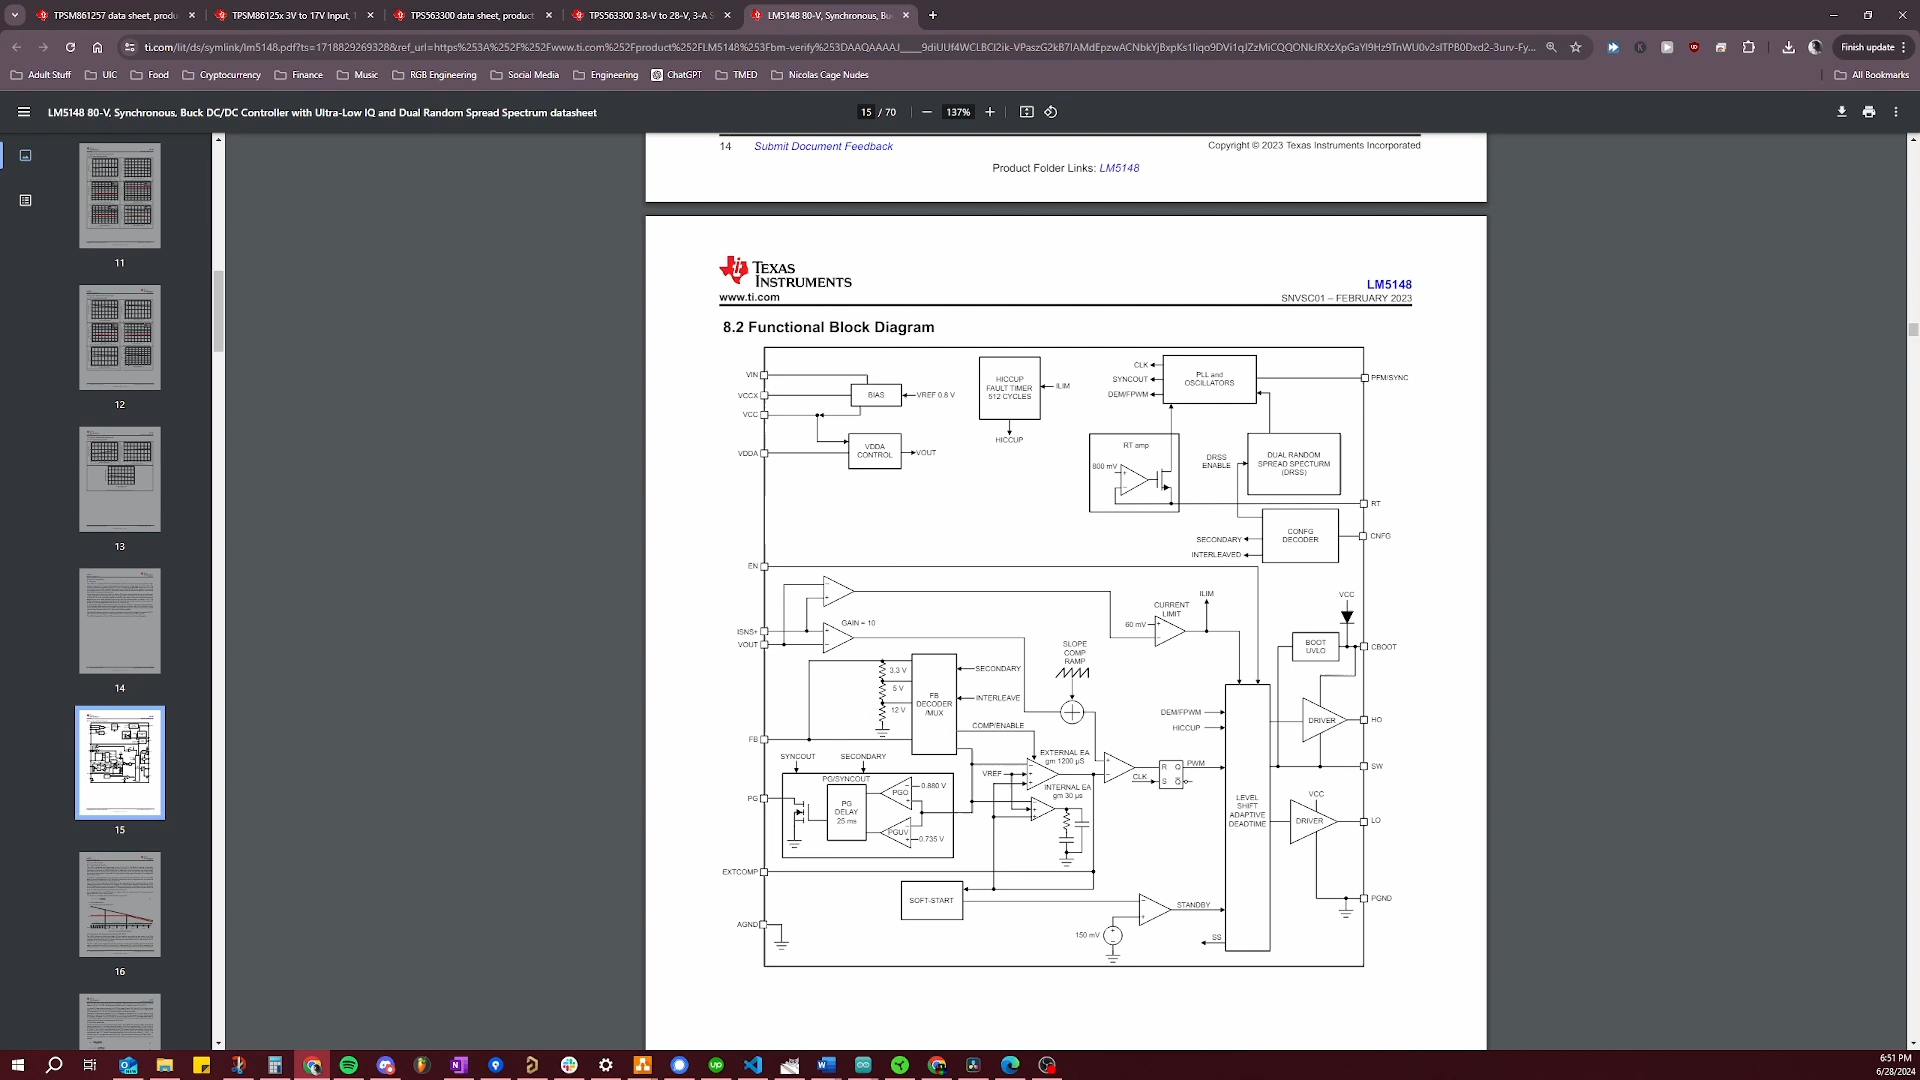 TPSM861257 data sheet, produ
TPSM86125x 3V to 17V Input, 1
TPS563300 data sheet, product
TPS563300 3.8-V to 28-V, 3-A S
LM5148 80-V, Synchronous, Bu
Finish update
Adult Stuff
UIC
Food
Cryptocurrency
Finance
Music
RGB Engineering
Social Media
Engineering
ChatGPT
TMED
Nicolas Cage Nudes
All Bookmarks
LM5148 80-V, Synchronous, Buck DC/DC Controller with Ultra-Low IQ and Dual Random Spread Spectrum datasheet
15 / 70
137%
11
12
13
14
15
16
14 Submit Document Feedback
Copyright © 2023 Texas Instruments Incorporated
Product Folder Links: LM5148
TEXAS
INSTRUMENTS
www.ti.com
LM5148
SNVSC01 – FEBRUARY 2023
8.2 Functional Block Diagram
VIN
VCCX
VCC
VDDA
BIAS
VREF 0.8 V
VDDA
CONTROL
VOUT
HICCUP
FAULT TIMER
512 CYCLES
ILIM
HICCUP
CLK
SYNCOUT
DEM/FPWM
PLL and
OSCILLATORS
PFM/SYNC
RT amp
800 mV
DRSS
ENABLE
DUAL RANDOM
SPREAD SPECTURM
(DRSS)
RT
CONFG
DECODER
CNFG
SECONDARY
INTERLEAVED
EN
ISNS+
VOUT
GAIN = 10
CURRENT
LIMIT
60 mV
ILIM
VCC
BOOT
UVLO
CBOOT
SLOPE
COMP
RAMP
3.3 V
5 V
12 V
FB
DECODER
/MUX
SECONDARY
INTERLEAVE
COMP/ENABLE
FB
DEM/FPWM
HICCUP
DRIVER
HO
SYNCOUT
SECONDARY
PG/SYNCOUT
PG
PG
DELAY
25 ms
PGO
0.880 V
PGUV
0.735 V
VREF
EXTERNAL EA
gm 1200 µS
INTERNAL EA
gm 30 µs
CLK
R Q
S Q
PWM
SW
LEVEL
SHIFT
ADAPTIVE
DEADTIME
VCC
DRIVER
LO
EXTCOMP
SOFT-START
STANDBY
PGND
AGND
150 mV
SS
6:51 PM
6/28/2024